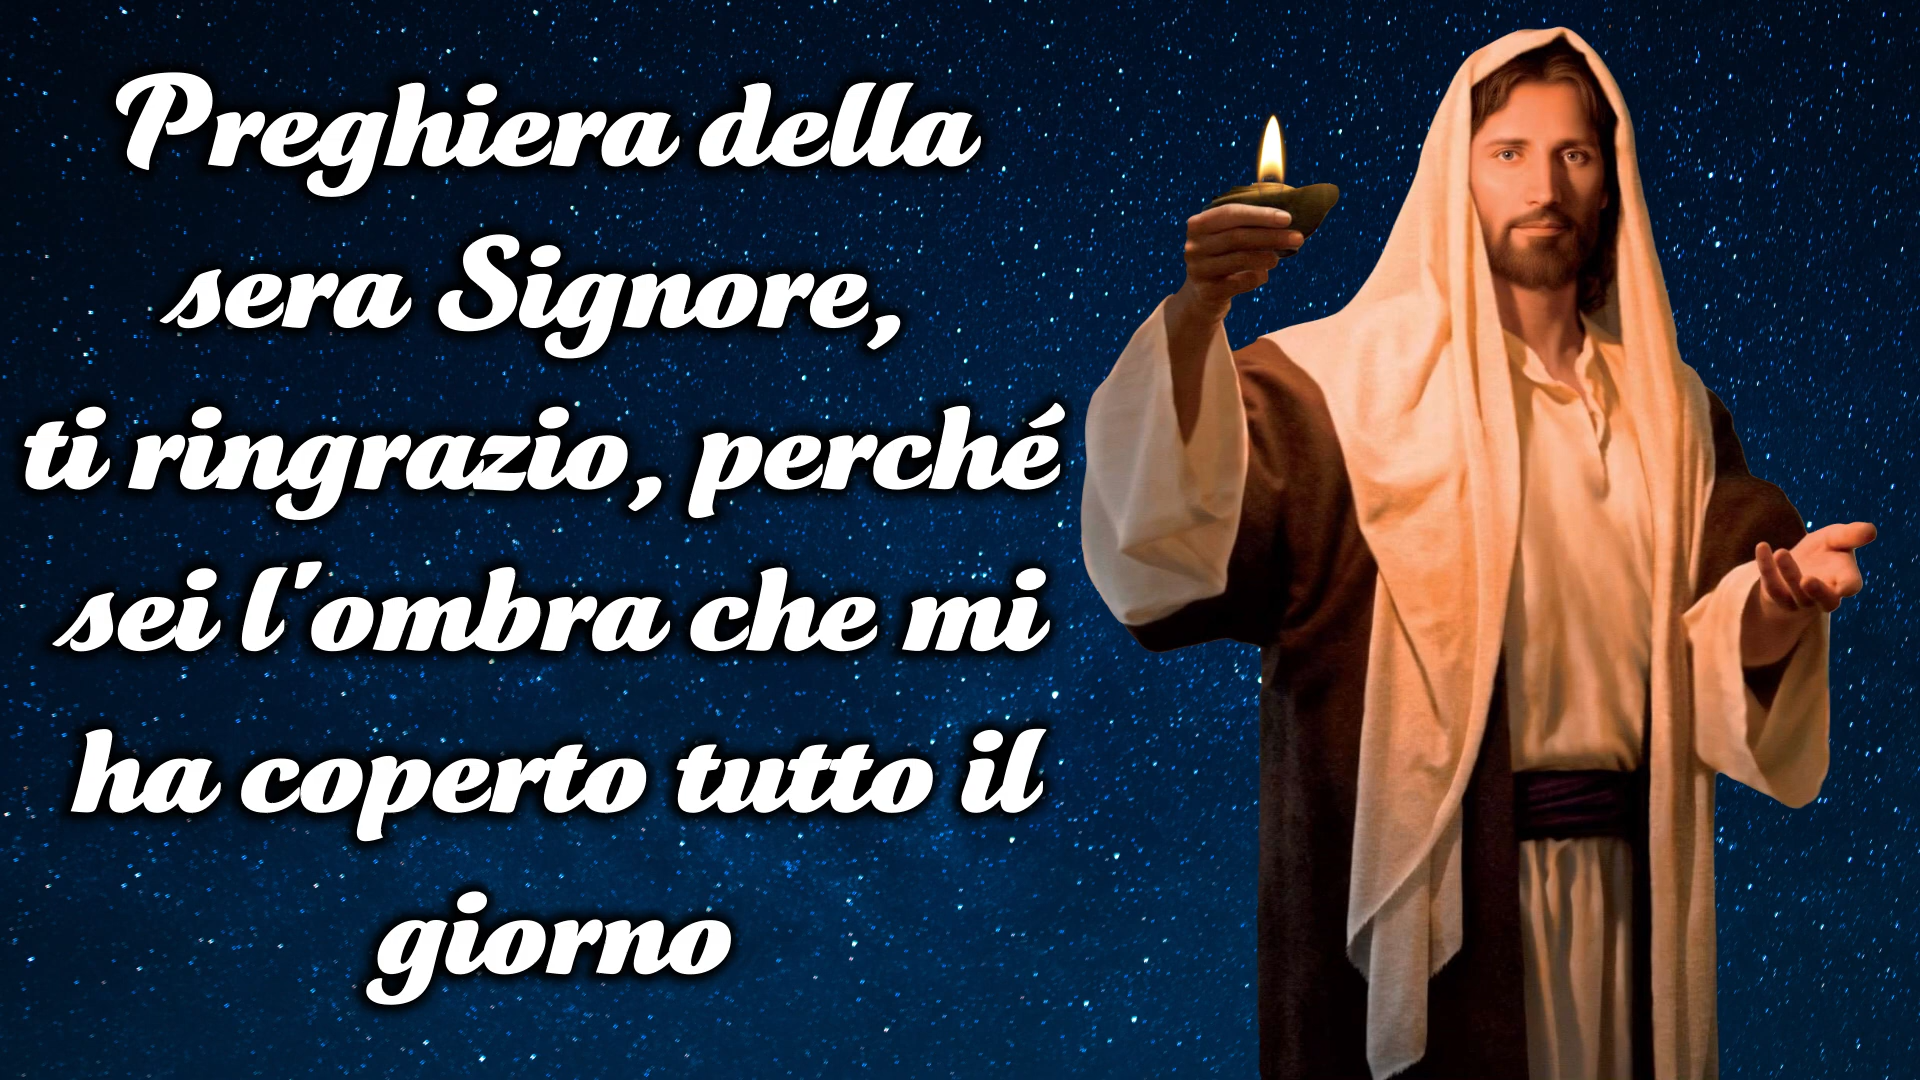 Preghiera della
sera Signore,
ti ringrazio, perché
sei l'ombra che mi
ha coperto tutto il
giorno